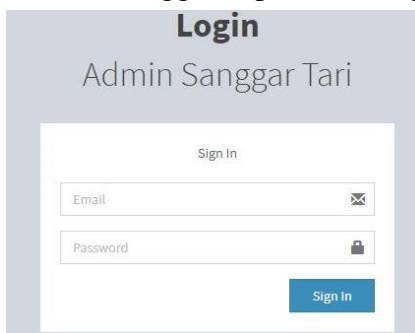 Login
Admin Sanggar Tari
Sign In
Email
Password
Sign In